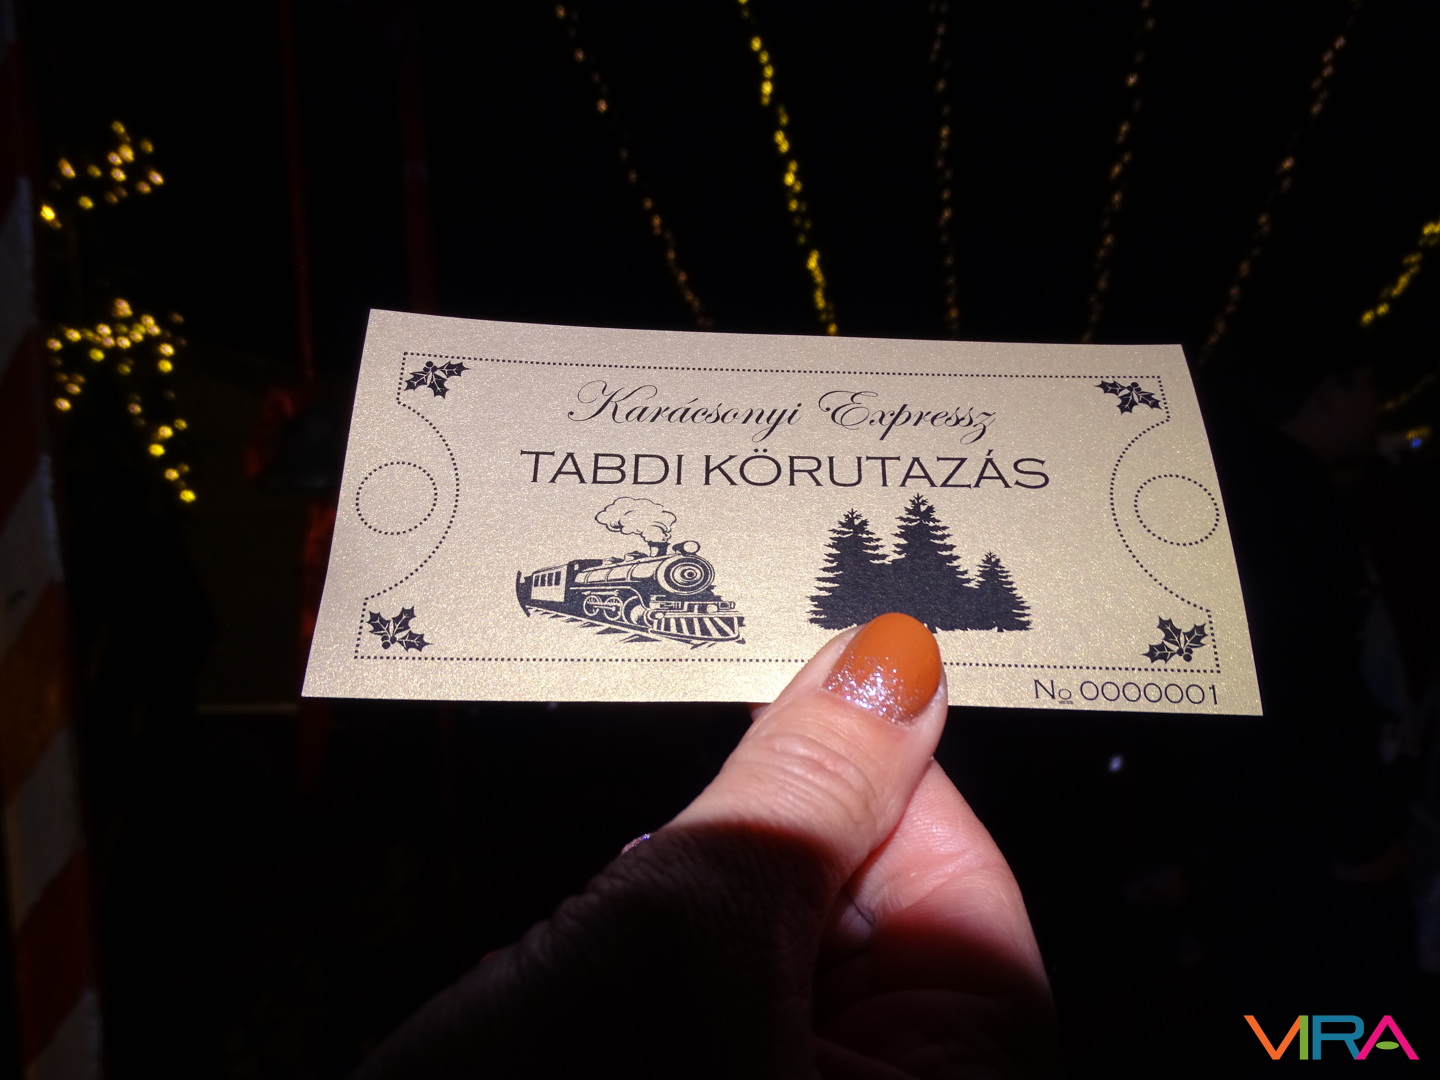 Karácsonyi Expressz
TABDI KÖRUTAZÁS
No 0000001
VIRA